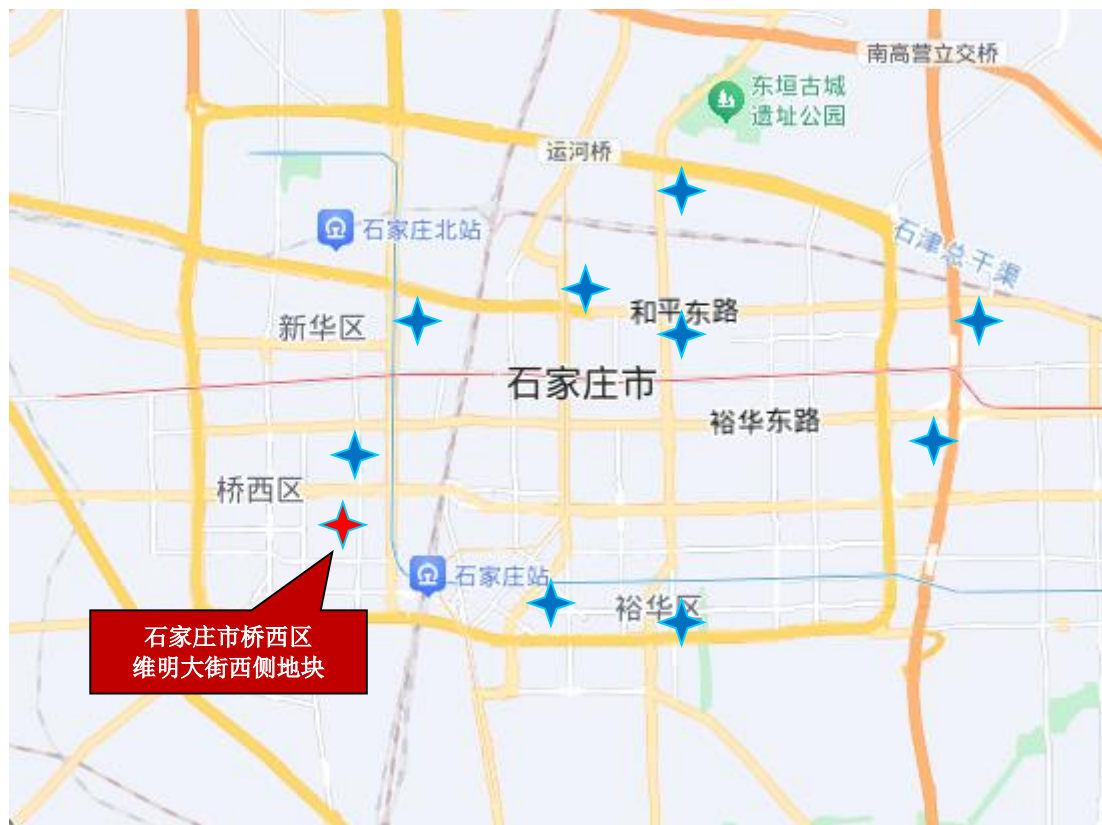 南高营立交桥
东垣古城
遗址公园
运河桥
石家庄北站
石津总干渠
新华区
和平东路
石家庄市
裕华东路
桥西区
石家庄站
裕华区
石家庄市桥西区
维明大街西侧地块